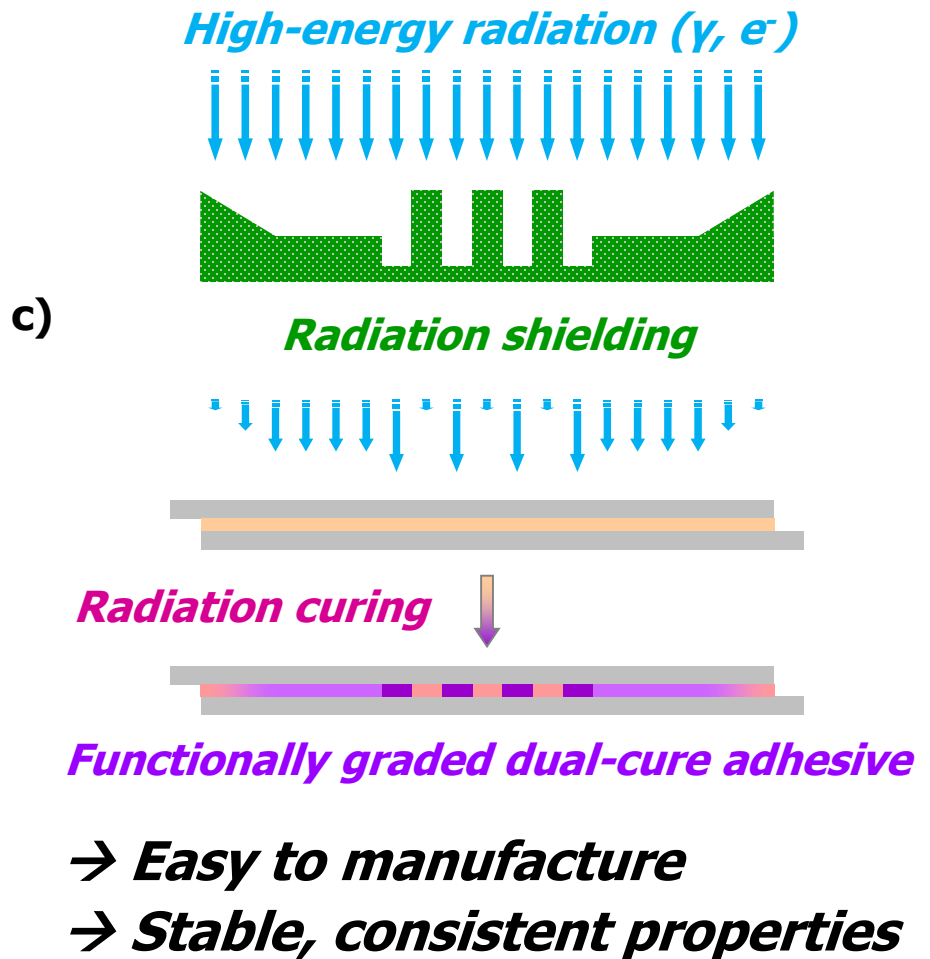 High-energy radiation (γ, e⁻)
c)
Radiation shielding
Radiation curing
Functionally graded dual-cure adhesive
→ Easy to manufacture
→ Stable, consistent properties